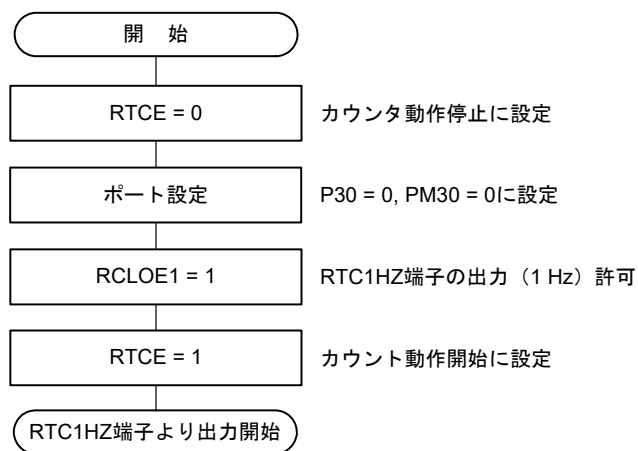 開 始
RTCE = 0 カウンタ動作停止に設定
ポート設定 P30 = 0, PM30 = 0に設定
RCLOE1 = 1 RTC1HZ端子の出力（1 Hz）許可
RTCE = 1 カウント動作開始に設定
RTC1HZ端子より出力開始